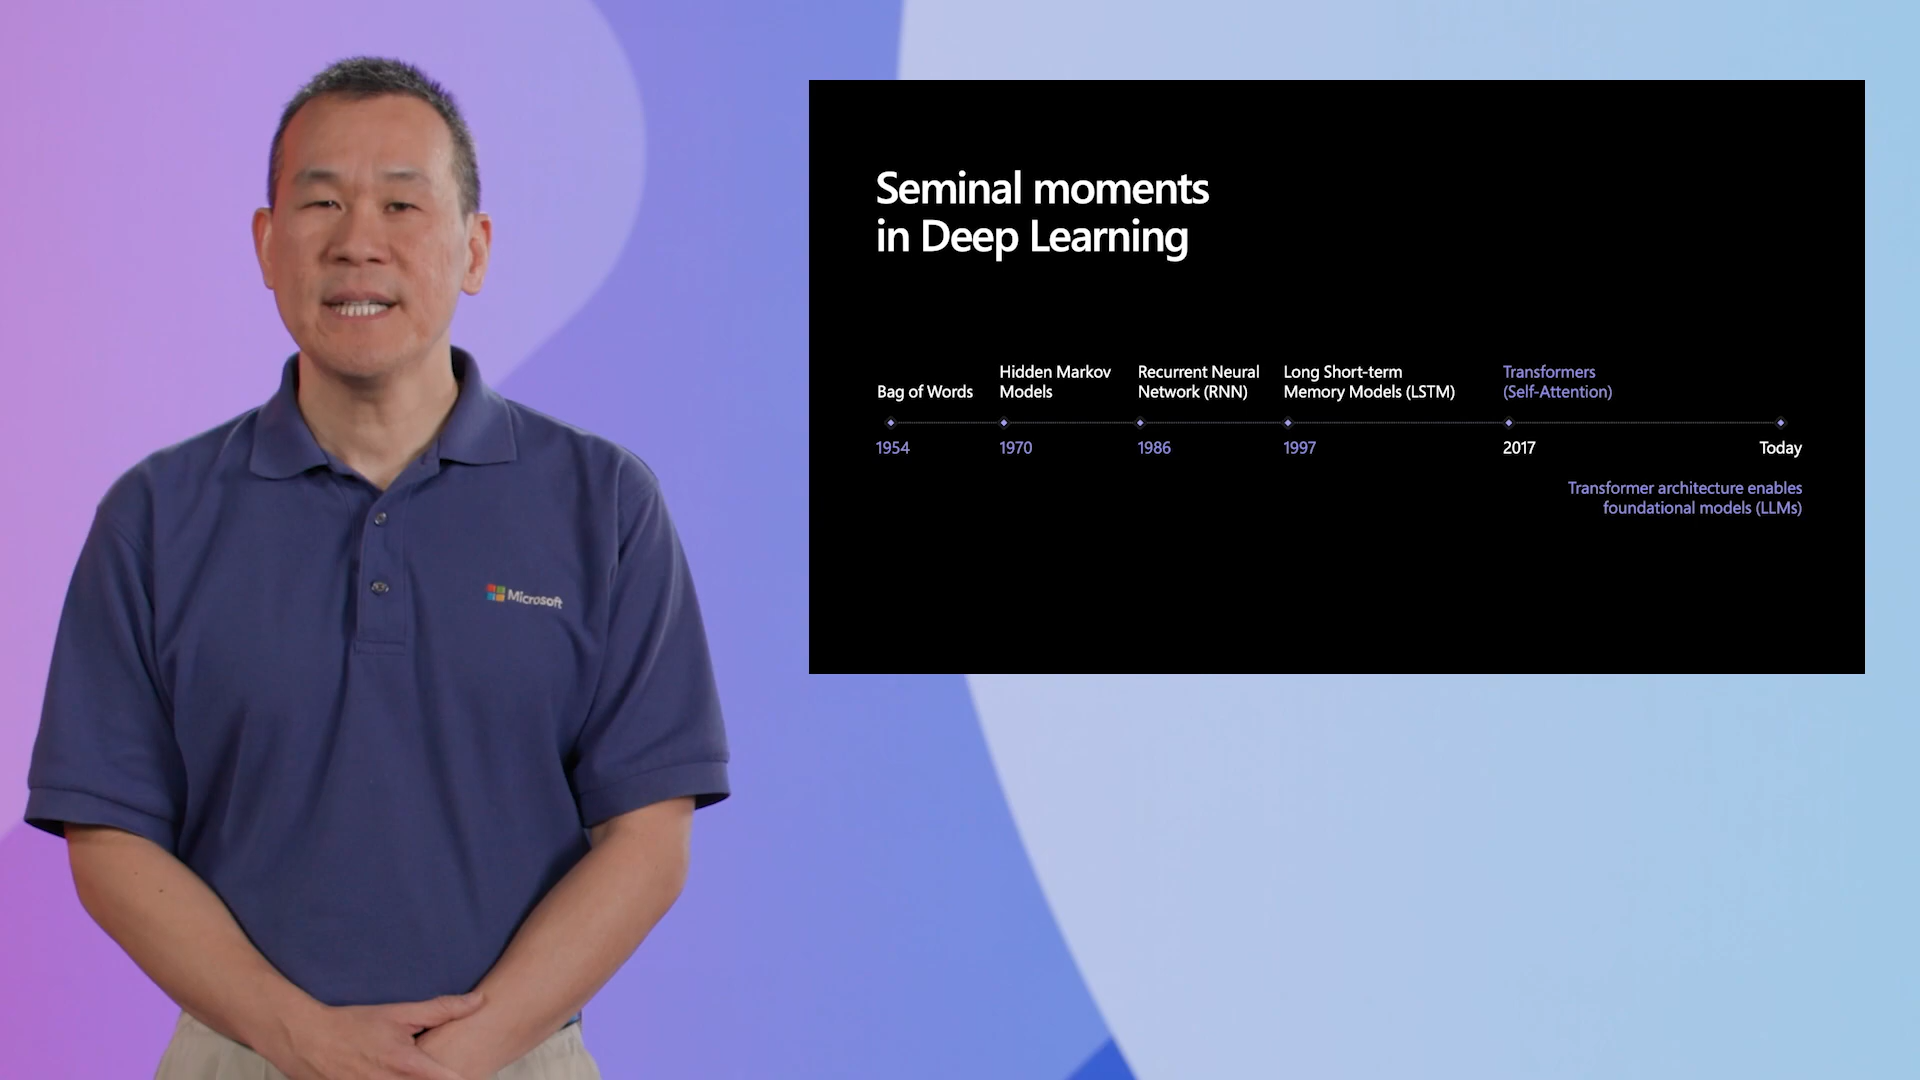 Seminal moments
in Deep Learning
Bag of Words
Hidden Markov
Models
Recurrent Neural
Network (RNN)
Long Short-term
Memory Models (LSTM)
Transformers
(Self-Attention)
1954
1970
1986
1997
2017
Today
Transformer architecture enables
foundational models (LLMs)
Microsoft